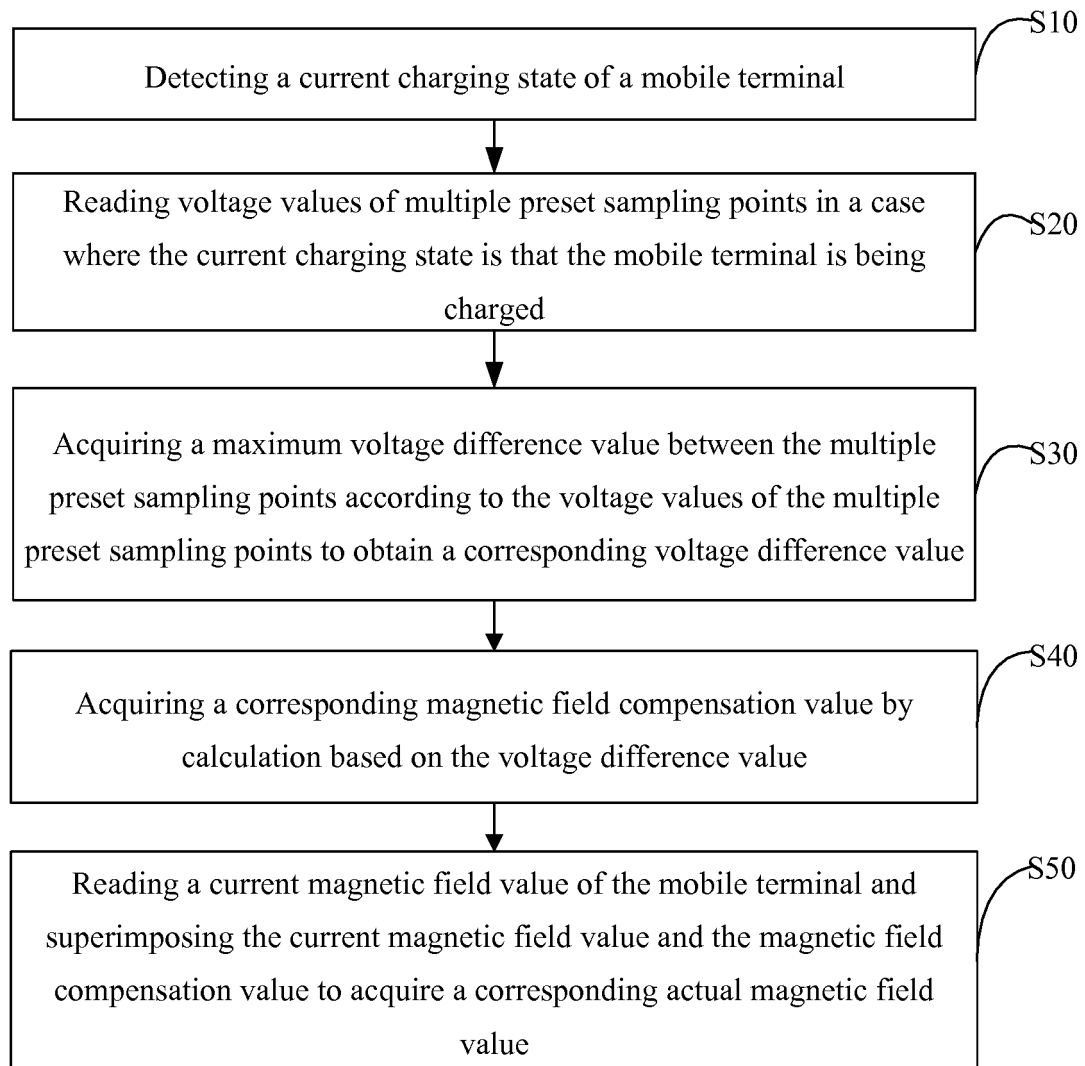 S10
Detecting a current charging state of a mobile terminal
Reading voltage values of multiple preset sampling points in a case
where the current charging state is that the mobile terminal is being
charged
S20
Acquiring a maximum voltage difference value between the multiple
preset sampling points according to the voltage values of the multiple
preset sampling points to obtain a corresponding voltage difference value
S30
Acquiring a corresponding magnetic field compensation value by
calculation based on the voltage difference value
S40
Reading a current magnetic field value of the mobile terminal and
superimposing the current magnetic field value and the magnetic field
compensation value to acquire a corresponding actual magnetic field
value
S50